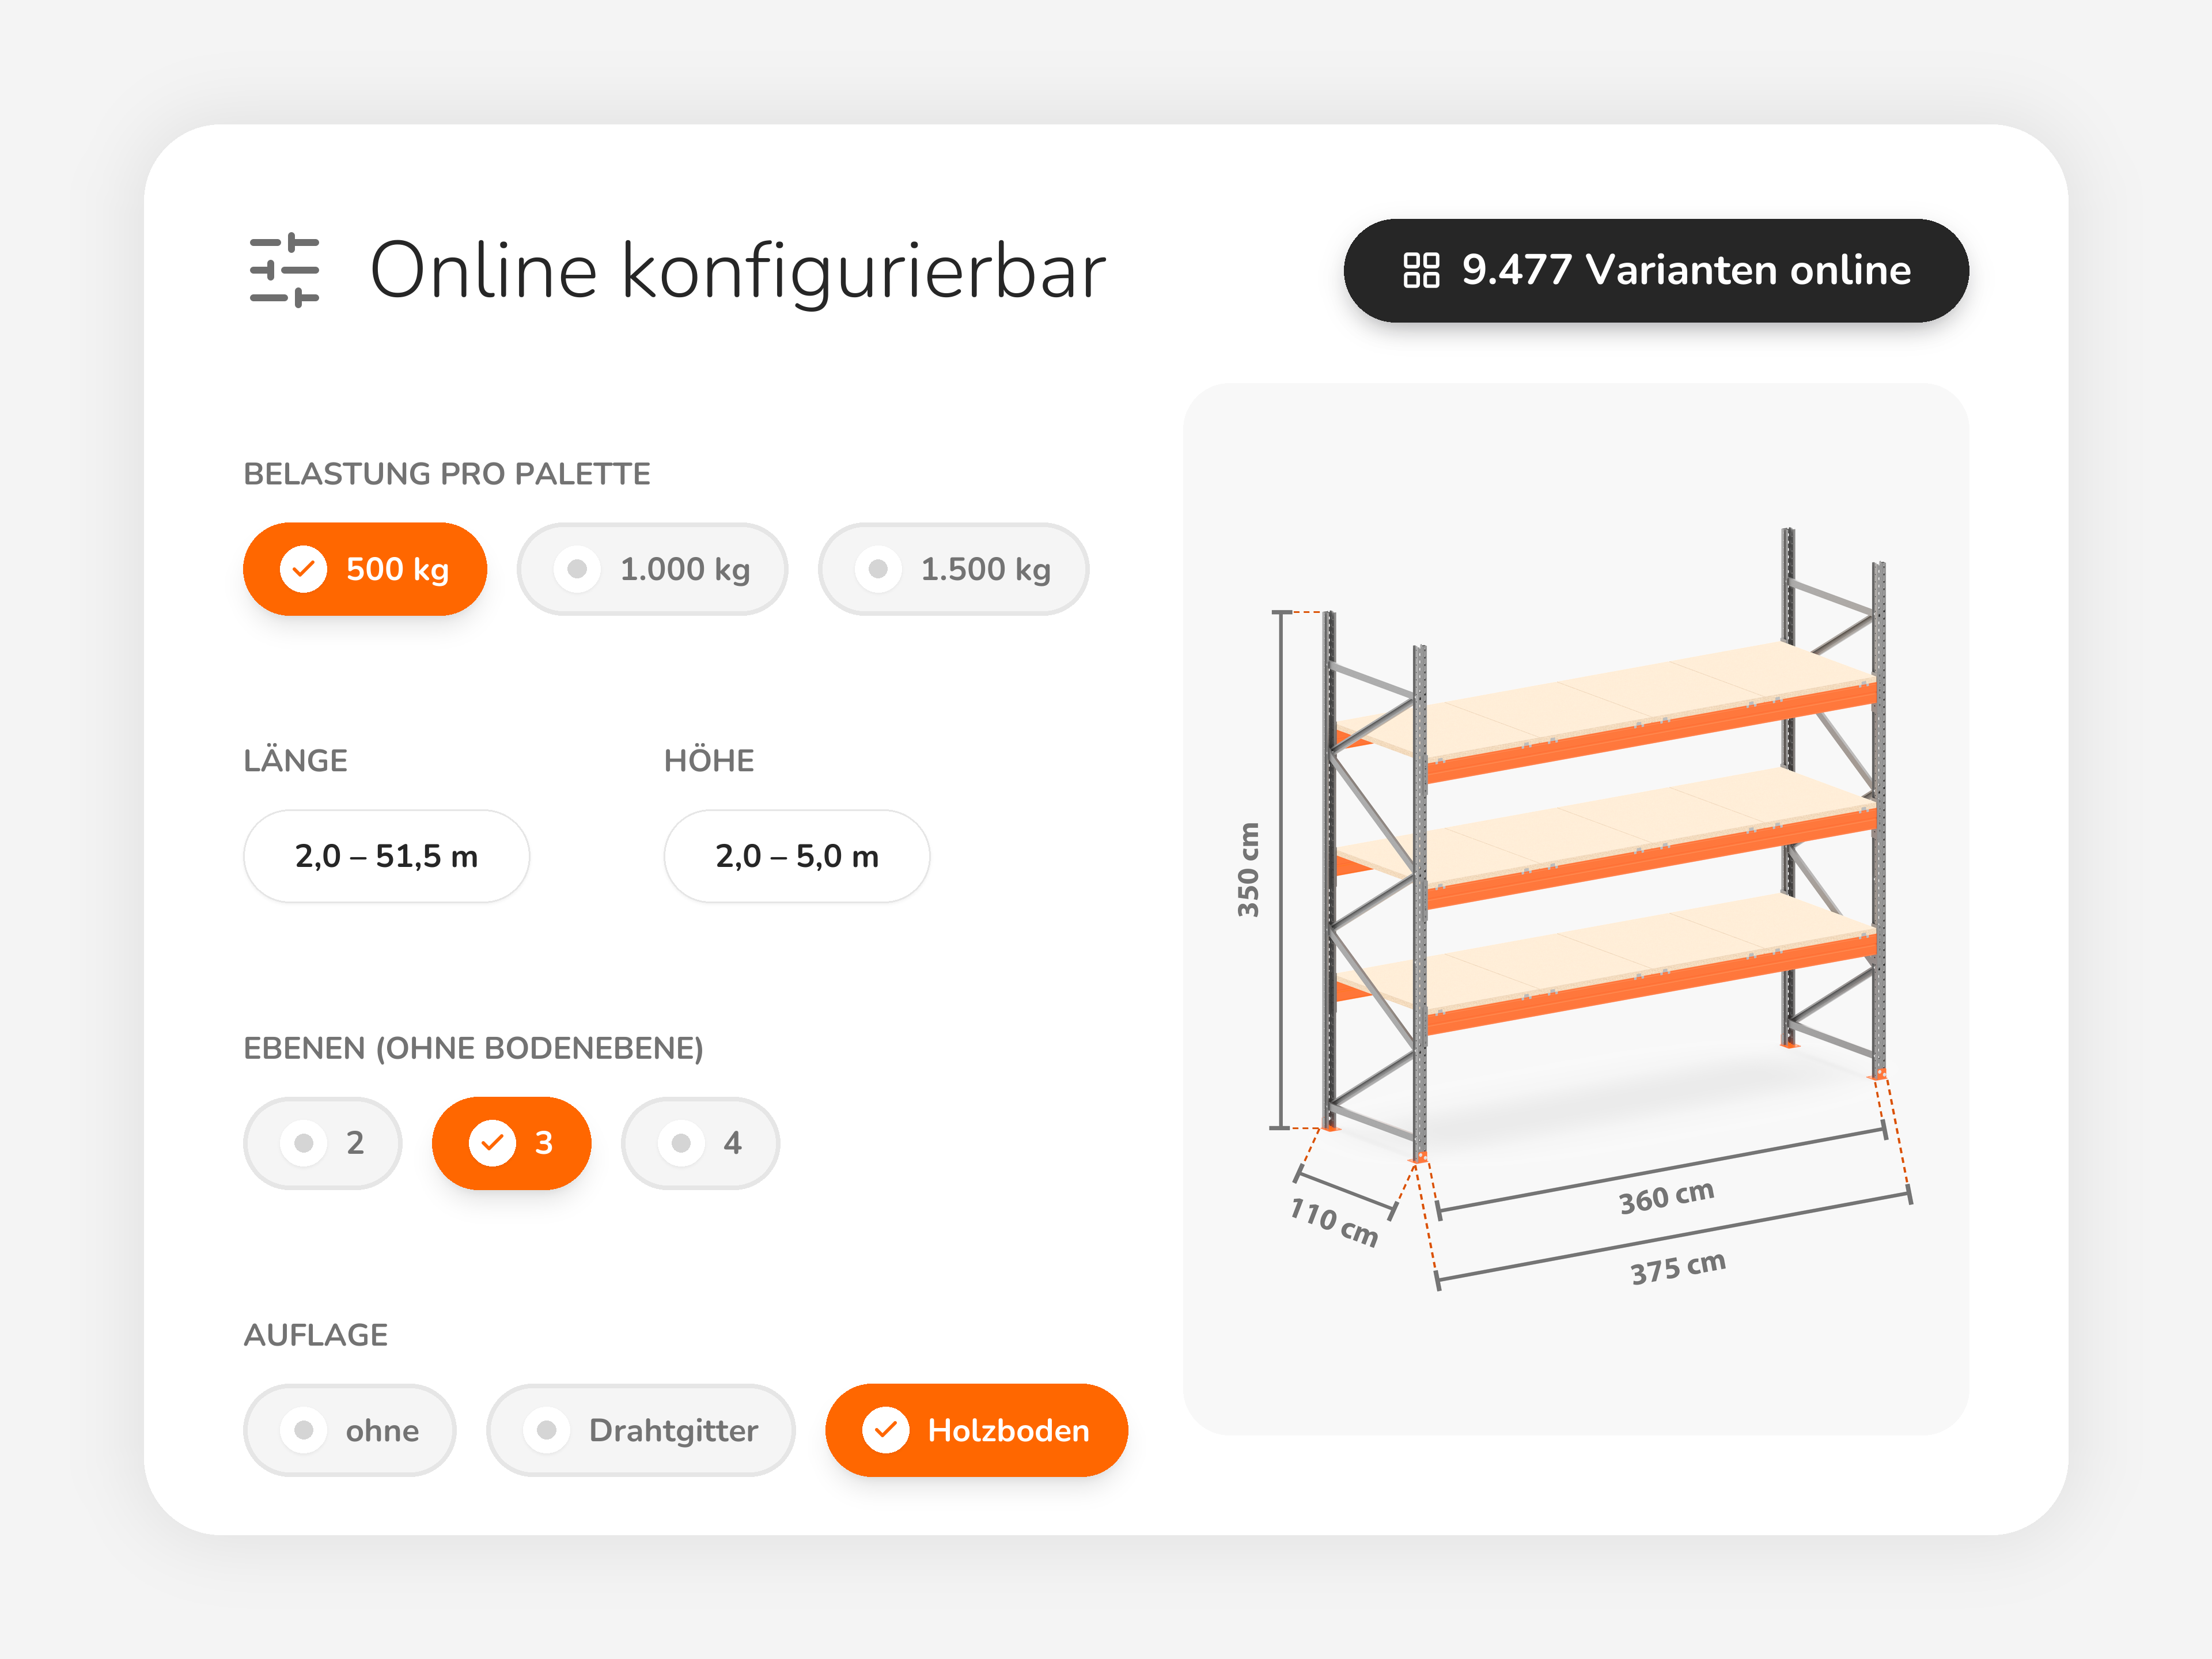 Online konfigurierbar
9.477 Varianten online
BELASTUNG PRO PALETTE
500 kg
1.000 kg
1.500 kg
LÄNGE
HÖHE
2,0 – 51,5 m
2,0 – 5,0 m
EBENEN (OHNE BODENEBENE)
2
3
4
AUFLAGE
ohne
Drahtgitter
Holzboden
350 cm
110 cm
360 cm
375 cm